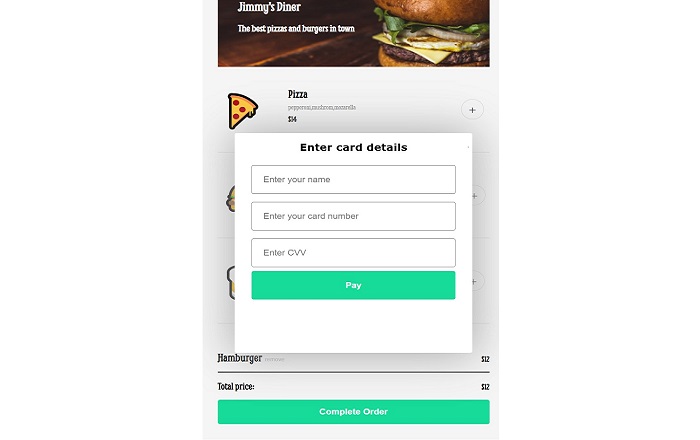 Jimmy's Diner
The best pizzas and burgers in town
Pizza
pepperoni,mushrom,mozarella
$14
+
Enter card details
Enter your name
Enter your card number
+
Enter CVV
+
Pay
Hamburger remove
$12
Total price:
$12
Complete Order